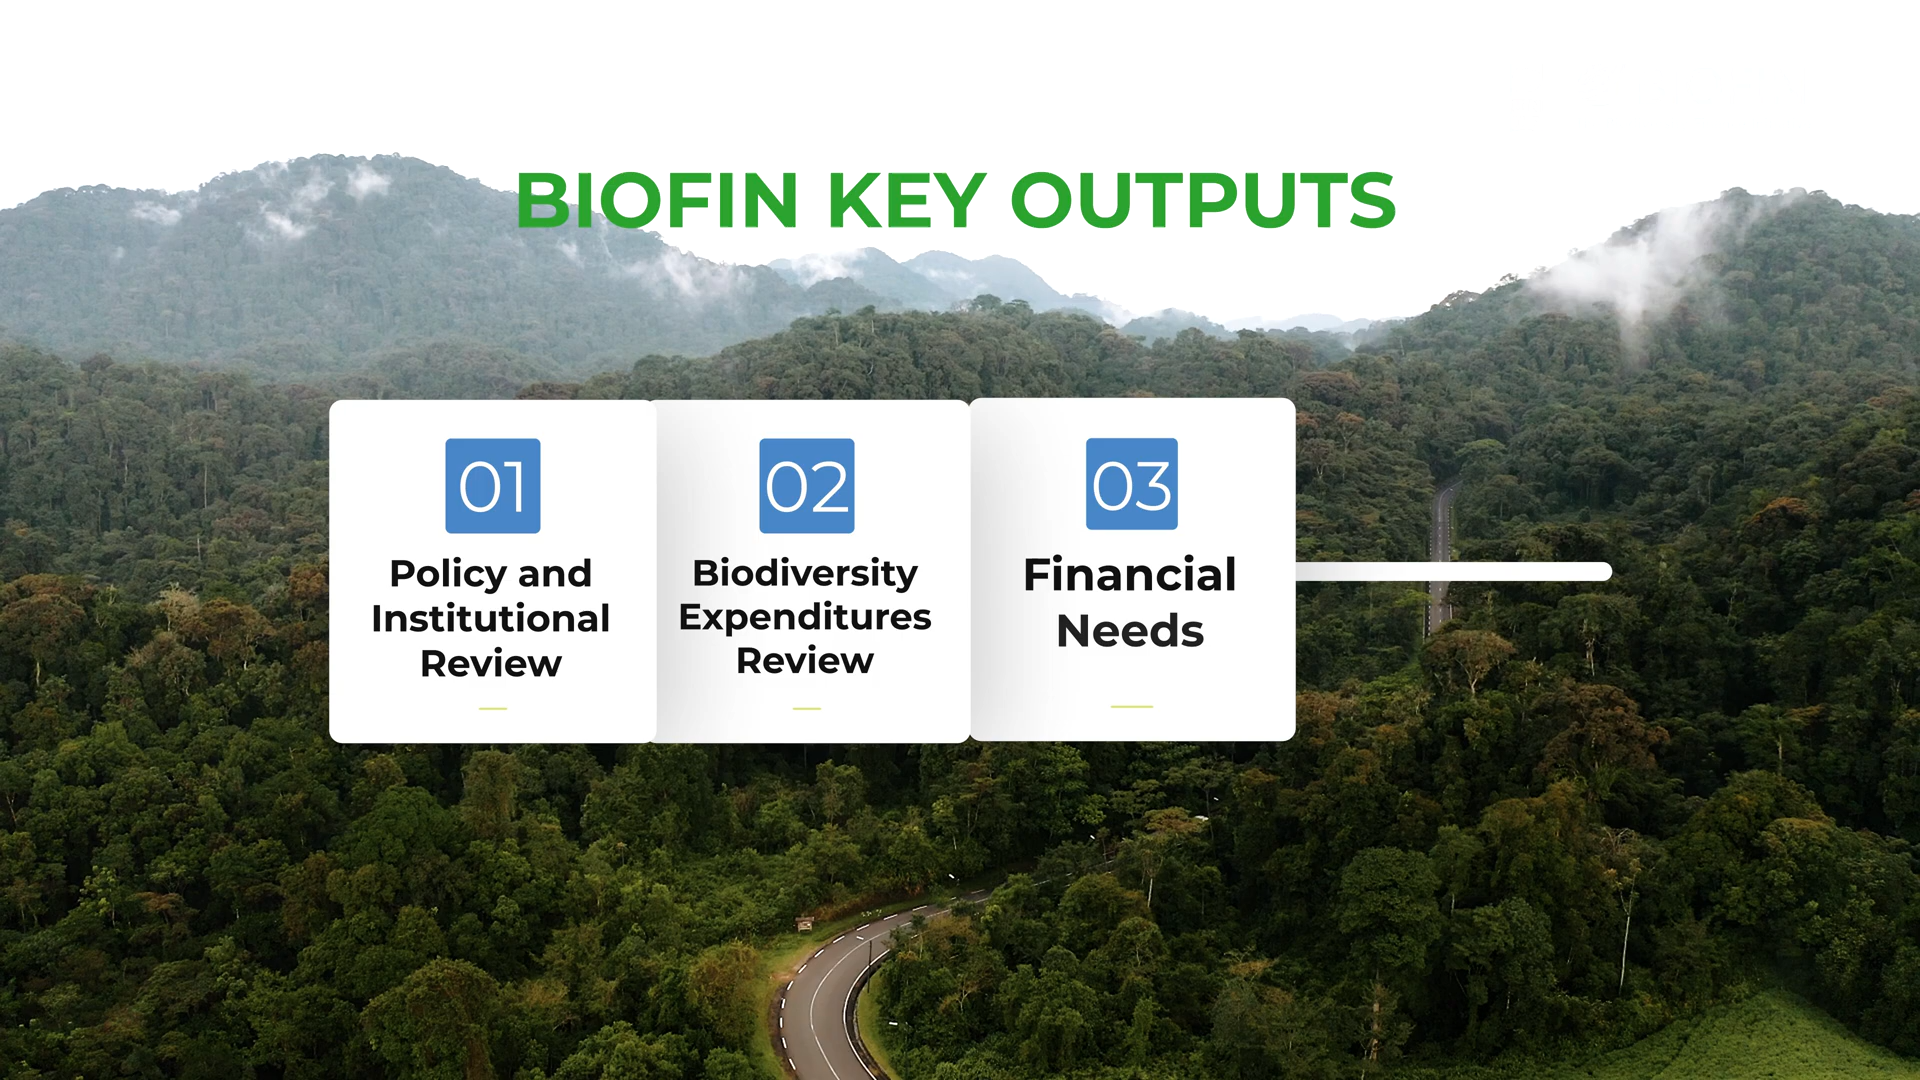 BIOFIN KEY OUTPUTS
01
Policy and
Institutional
Review
02
Biodiversity
Expenditures
Review
03
Financial
Needs